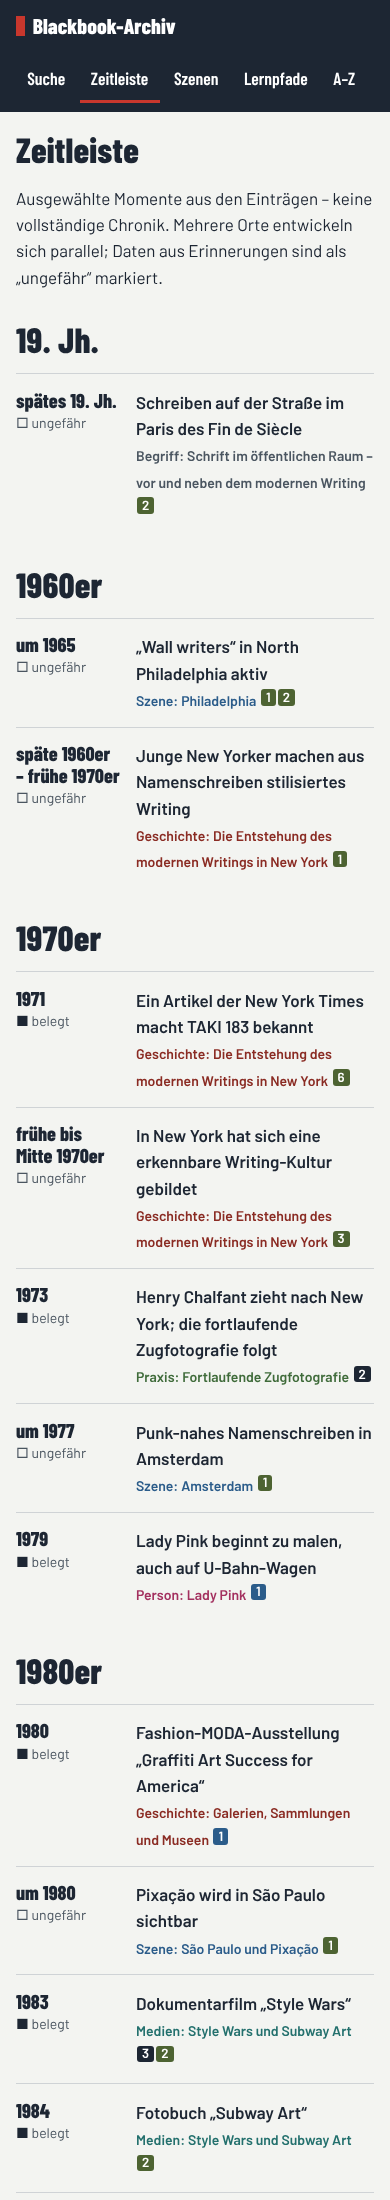 Blackbook-Archiv
Suche Zeitleiste Szenen Lernpfade A–Z
Zeitleiste
Ausgewählte Momente aus den Einträgen – keine
vollständige Chronik. Mehrere Orte entwickeln
sich parallel; Daten aus Erinnerungen sind als
„ungefähr“ markiert.
19. Jh.
spätes 19. Jh.
☐ ungefähr
Schreiben auf der Straße im
Paris des Fin de Siècle
Begriff: Schrift im öffentlichen Raum –
vor und neben dem modernen Writing
2
1960er
um 1965
☐ ungefähr
„Wall writers“ in North
Philadelphia aktiv
Szene: Philadelphia 1 2
späte 1960er
– frühe 1970er
☐ ungefähr
Junge New Yorker machen aus
Namenschreiben stilisiertes
Writing
Geschichte: Die Entstehung des
modernen Writings in New York 1
1970er
1971
■ belegt
Ein Artikel der New York Times
macht TAKI 183 bekannt
Geschichte: Die Entstehung des
modernen Writings in New York 6
frühe bis
Mitte 1970er
☐ ungefähr
In New York hat sich eine
erkennbare Writing-Kultur
gebildet
Geschichte: Die Entstehung des
modernen Writings in New York 3
1973
■ belegt
Henry Chalfant zieht nach New
York; die fortlaufende
Zugfotografie folgt
Praxis: Fortlaufende Zugfotografie 2
um 1977
☐ ungefähr
Punk-nahes Namenschreiben in
Amsterdam
Szene: Amsterdam 1
1979
■ belegt
Lady Pink beginnt zu malen,
auch auf U-Bahn-Wagen
Person: Lady Pink 1
1980er
1980
■ belegt
Fashion-MODA-Ausstellung
„Graffiti Art Success for
America“
Geschichte: Galerien, Sammlungen
und Museen 1
um 1980
☐ ungefähr
Pixação wird in São Paulo
sichtbar
Szene: São Paulo und Pixação 1
1983
■ belegt
Dokumentarfilm „Style Wars“
Medien: Style Wars und Subway Art
3 2
1984
■ belegt
Fotobuch „Subway Art“
Medien: Style Wars und Subway Art
2